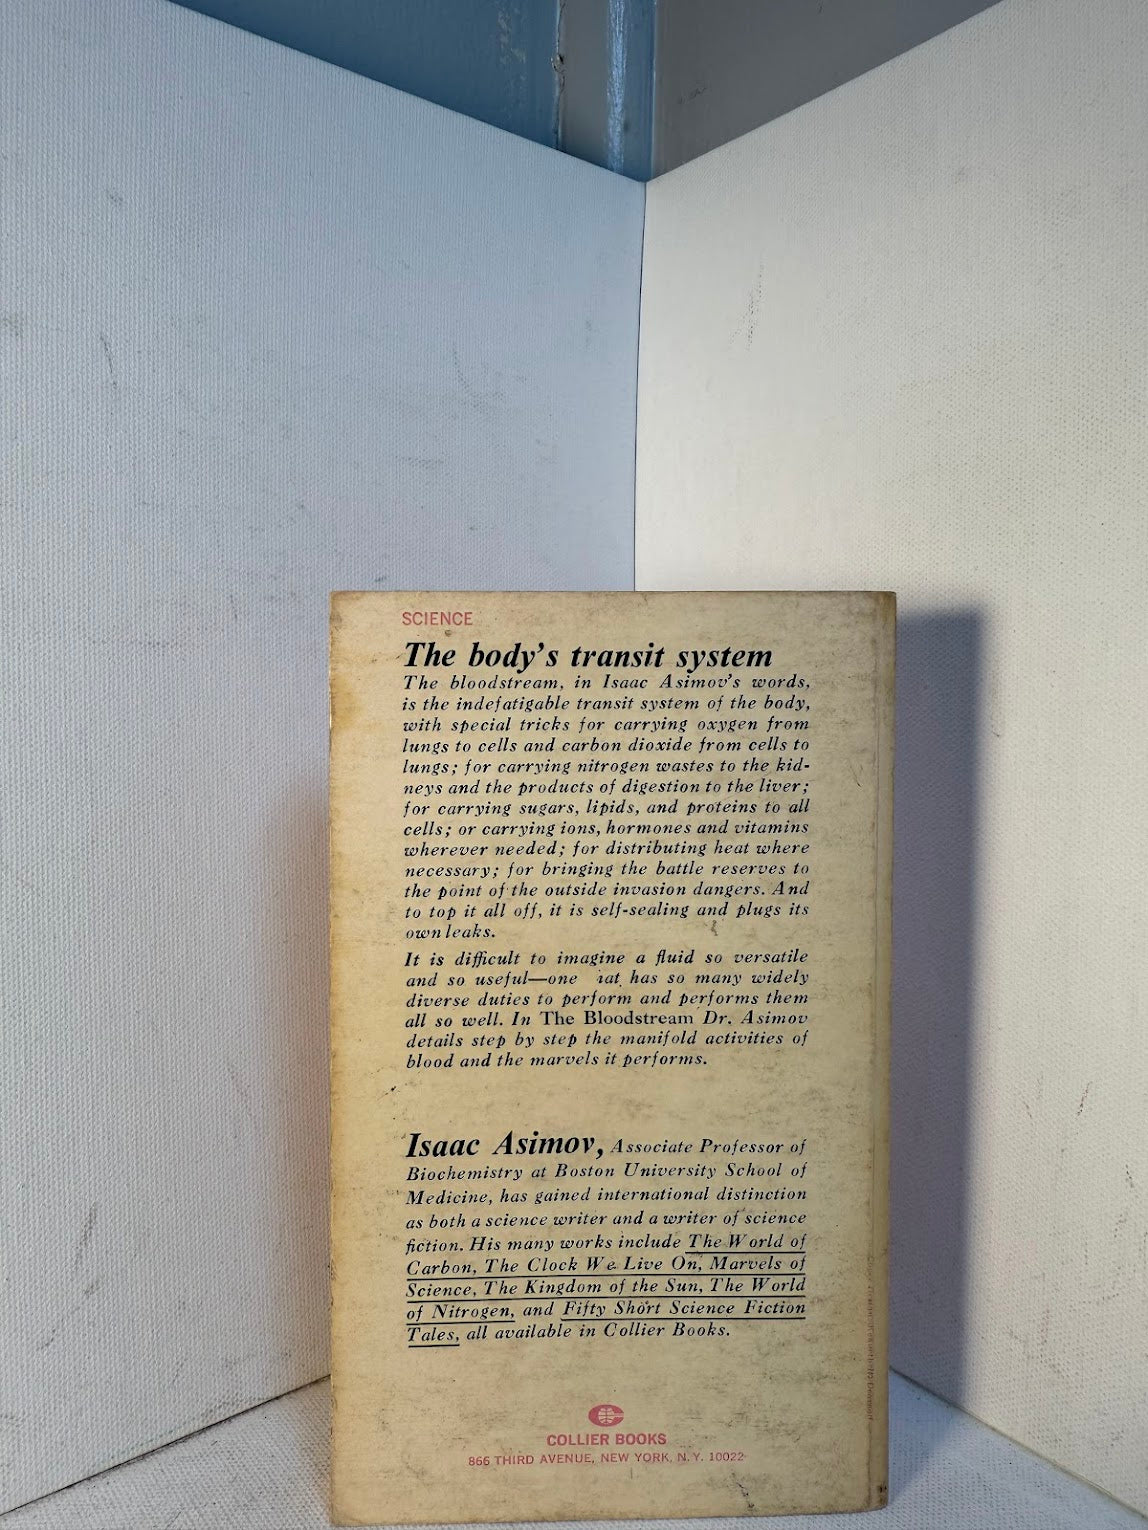 SCIENCE
The body's transit system
The bloodstream, in Isaac Asimov's words,
is the indefatigable transit system of the body,
with special tricks for carrying oxygen from
lungs to cells and carbon dioxide from cells to
lungs; for carrying nitrogen wastes to the kid-
neys and the products of digestion to the liver;
for carrying sugars, lipids, and proteins to all
cells; or carrying ions, hormones and vitamins
wherever needed; for distributing heat where
necessary; for bringing the battle reserves to
the point of the outside invasion dangers. And
to top it all off, it is self-sealing and plugs its
own leaks.
It is difficult to imagine a fluid so versatile
and so useful—one iat has so many widely
diverse duties to perform and performs them
all so well. In The Bloodstream Dr. Asimov
details step by step the manifold activities of
blood and the marvels it performs.
Isaac Asimov, Associate Professor of
Biochemistry at Boston University School of
Medicine, has gained international distinction
as both a science writer and a writer of science
fiction. His many works include The World of
Carbon, The Clock We Live On, Marvels of
Science, The Kingdom of the Sun, The World
of Nitrogen, and Fifty Short Science Fiction
Tales, all available in Collier Books.
COLLIER BOOKS
866 THIRD AVENUE, NEW YORK, N.Y. 10022